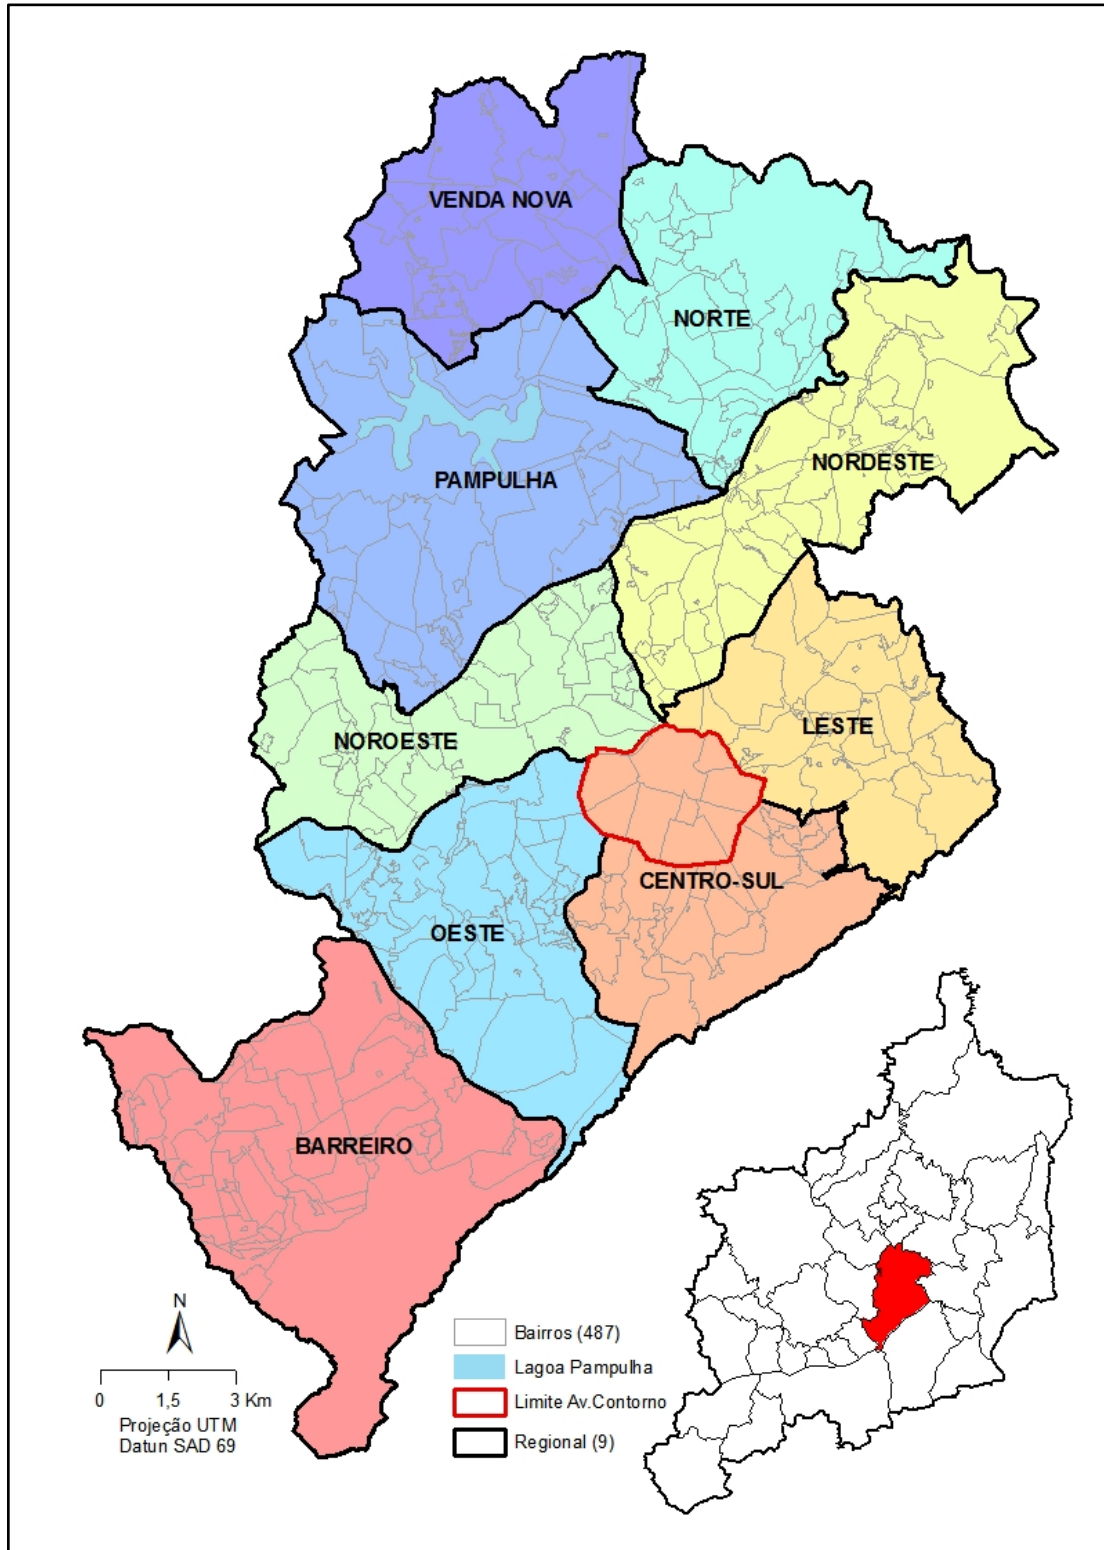 VENDA NOVA
NORTE
NORDESTE
PAMPULHA
LESTE
NOROESTE
CENTRO-SUL
OESTE
BARREIRO
N
0 1,5 3 Km
Projeção UTM
Datun SAD 69
Bairros (487)
Lagoa Pampulha
Limite Av.Contorno
Regional (9)